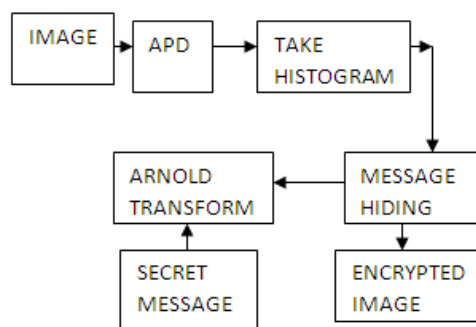 IMAGE
APD
TAKE
HISTOGRAM
ARNOLD
TRANSFORM
MESSAGE
HIDING
SECRET
MESSAGE
ENCRYPTED
IMAGE